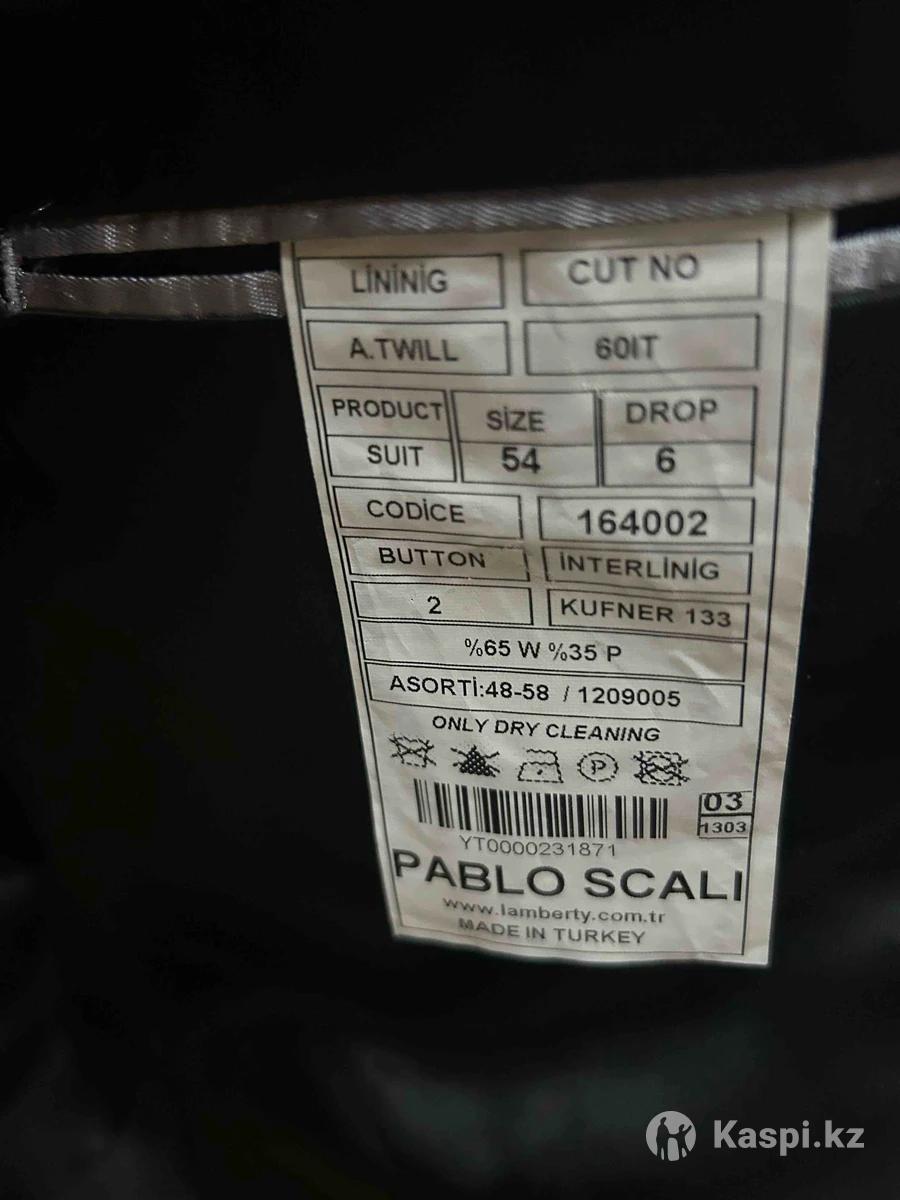 LİNİNİG CUT NO
A.TWILL 60IT
PRODUCT SİZE DROP
SUIT 54 6
CODİCE 164002
BUTTON İNTERLİNİG
2 KUFNER 133
%65 W %35 P
ASORTİ:48-58 / 1209005
ONLY DRY CLEANING
P
03
1303
YT0000231871
PABLO SCALI
www.lamberty.com.tr
MADE IN TURKEY
Kaspi.kz